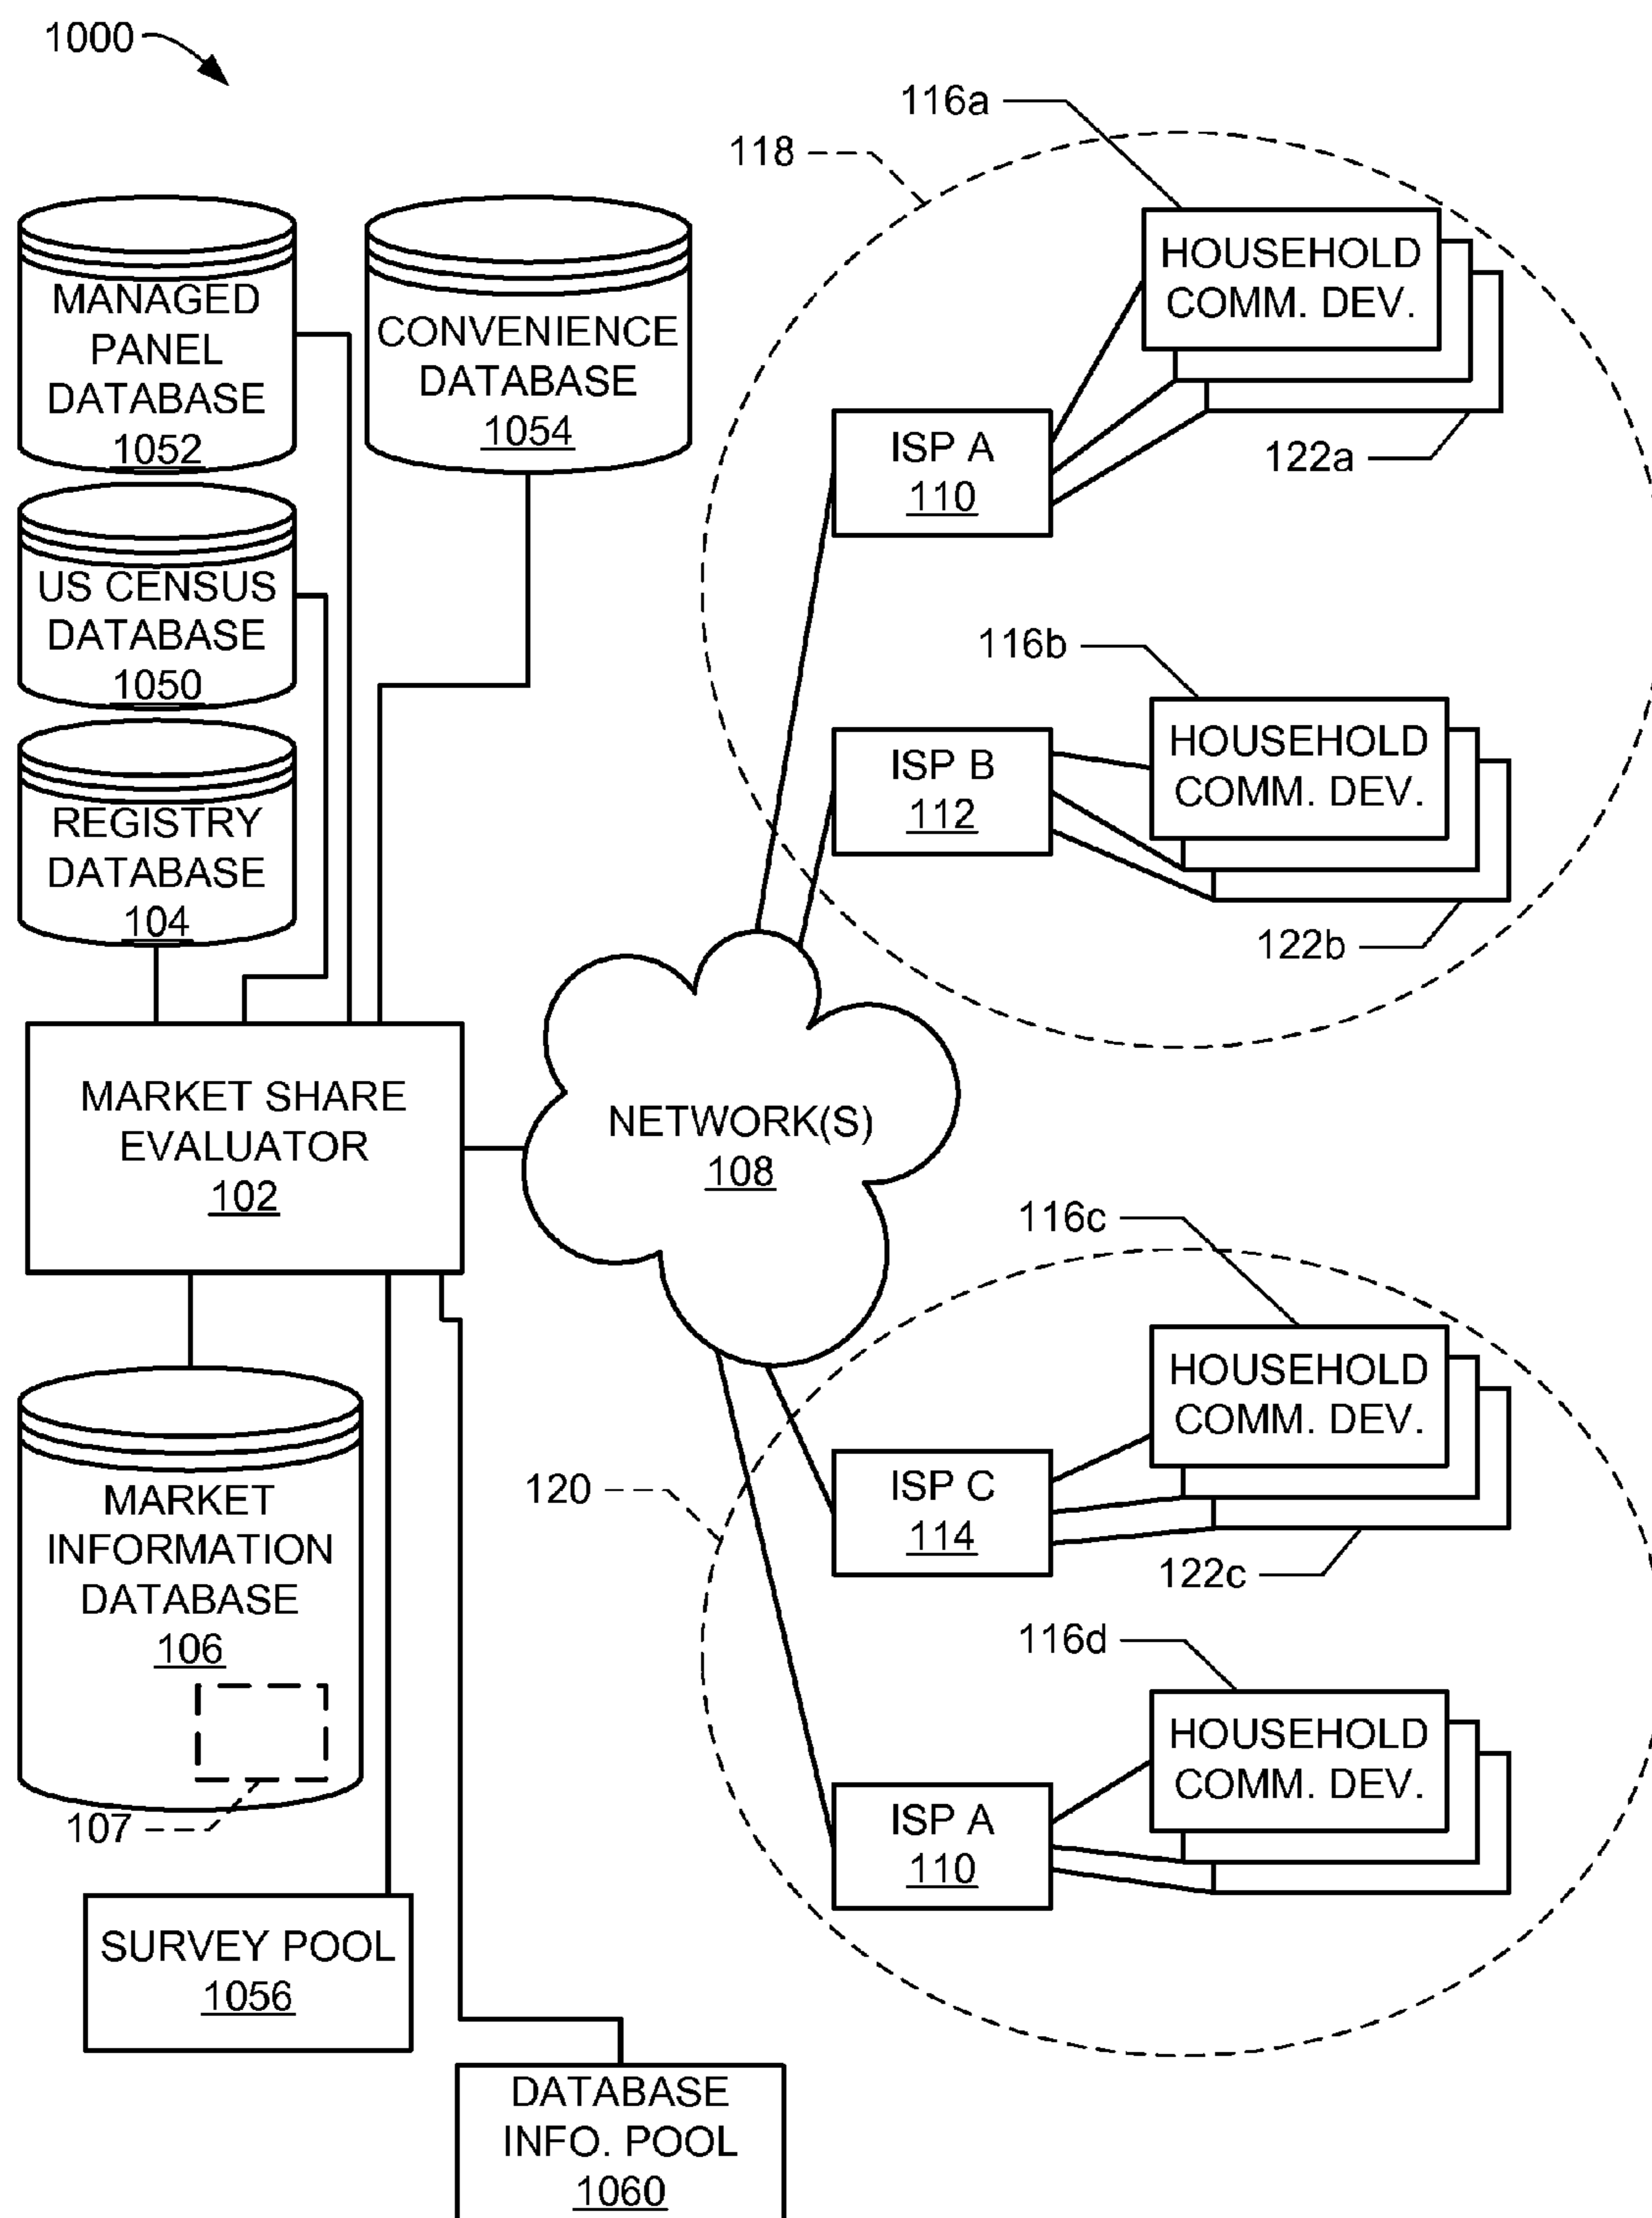 1000
116a
118
HOUSEHOLD
COMM. DEV.
MANAGED
PANEL
DATABASE
1052
CONVENIENCE
DATABASE
1054
ISP A
110
122a
US CENSUS
DATABASE
1050
116b
HOUSEHOLD
COMM. DEV.
ISP B
112
122b
REGISTRY
DATABASE
104
MARKET SHARE
EVALUATOR
102
NETWORK(S)
108
116c
HOUSEHOLD
COMM. DEV.
120
ISP C
114
122c
MARKET
INFORMATION
DATABASE
106
107
116d
HOUSEHOLD
COMM. DEV.
ISP A
110
SURVEY POOL
1056
DATABASE
INFO. POOL
1060